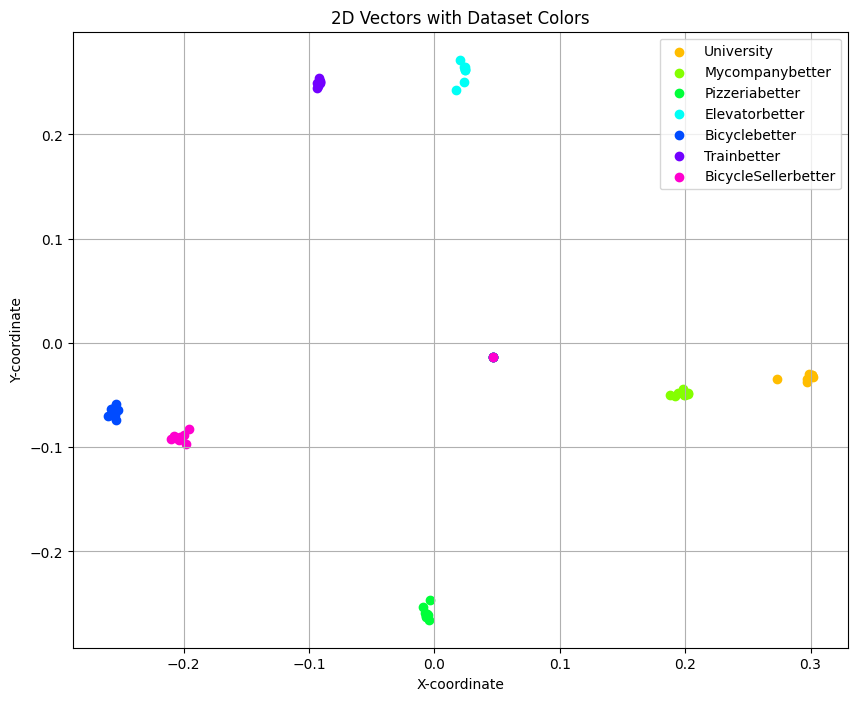 2D Vectors with Dataset Colors
University
Mycompanybetter
Pizzeriabetter
Elevatorbetter
Bicyclebetter
Trainbetter
BicycleSellerbetter
Y-coordinate
0.2
0.1
0.0
−0.1
−0.2
−0.2
−0.1
0.0
0.1
0.2
0.3
X-coordinate